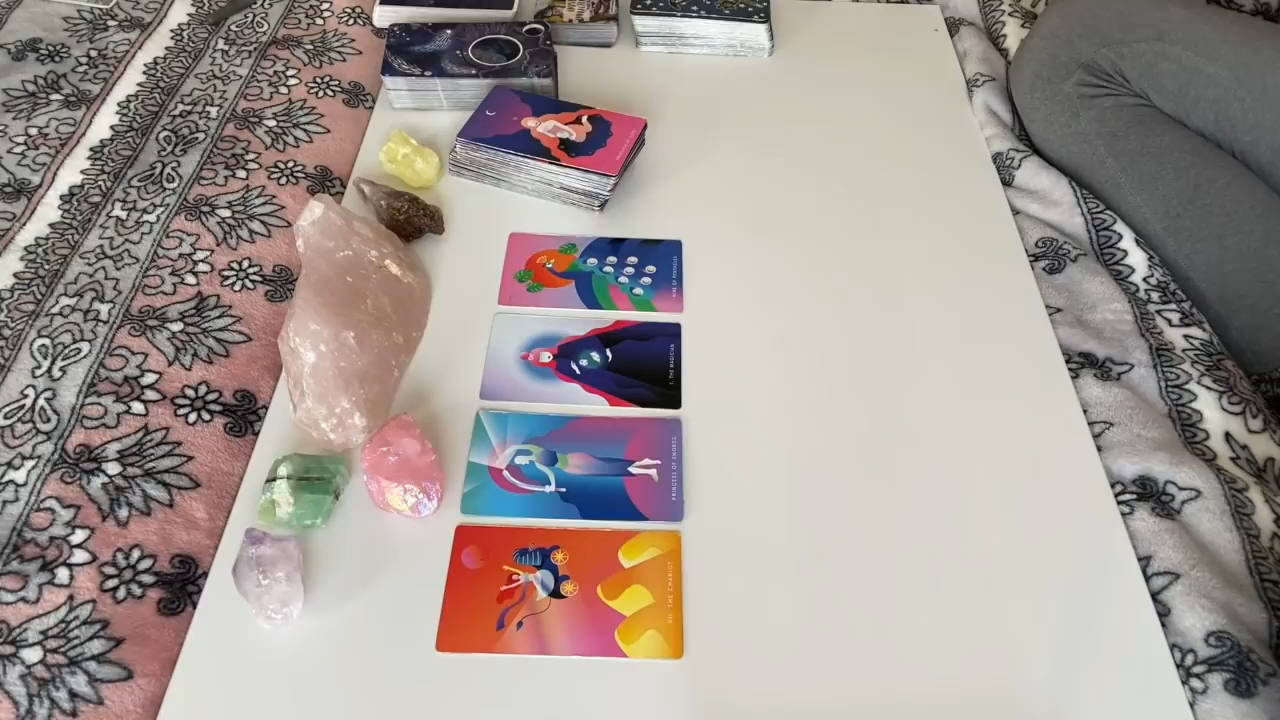 NINE OF PENTACLES
I. THE MAGICIAN
PRINCESS OF SWORDS
VII. THE CHARIOT